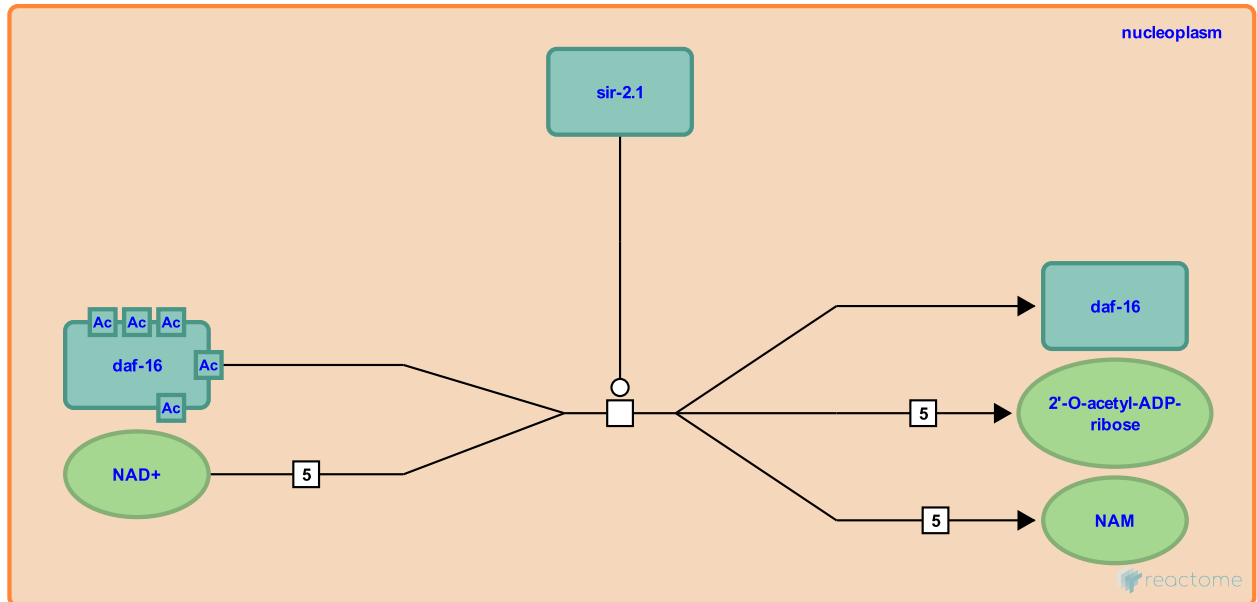 nucleoplasm
sir-2.1
Ac Ac Ac
daf-16
Ac
Ac
NAD+
5
daf-16
5
2'-O-acetyl-ADP-
ribose
5
NAM
reactome